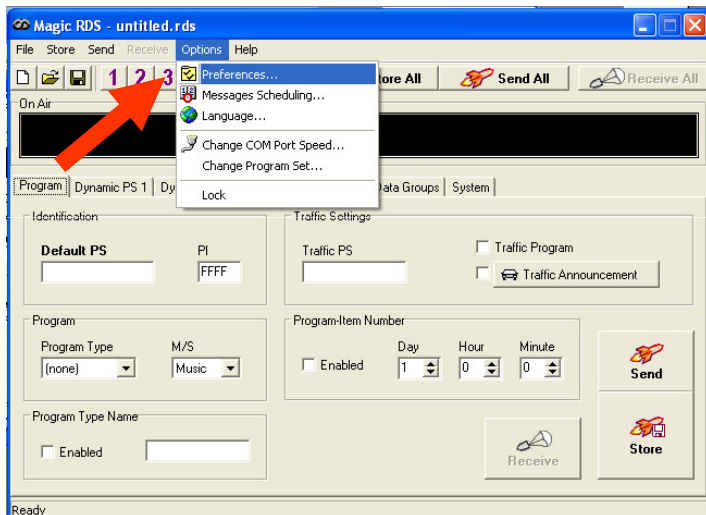 Magic RDS - untitled.rds
File Store Send Receive Options Help
1 2 3 Send All Receive All
Preferences...
Messages Scheduling...
Language...
Change COM Port Speed...
Change Program Set...
Lock
On Air
Program Dynamic PS 1 Data Groups System
Identification
Default PS PI
FFFF
Traffic Settings
Traffic PS Traffic Program
Traffic Announcement
Program
Program Type M/S
(none) Music
Program-Item Number
Day Hour Minute
Enabled 1 0 0
Send
Program Type Name
Enabled
Receive
Store
Ready